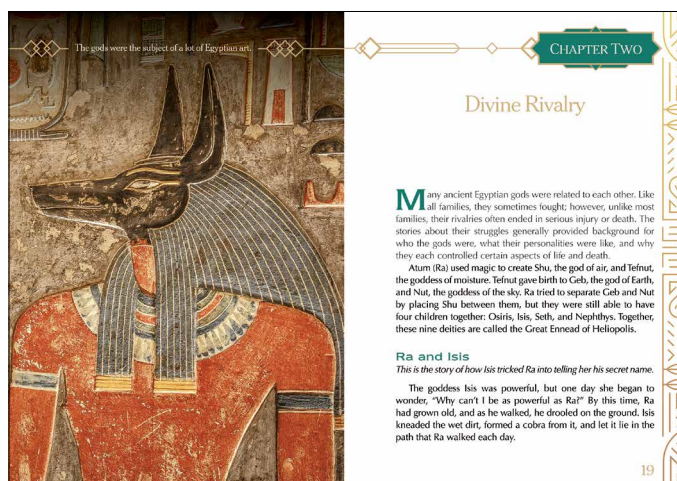 The gods were the subject of a lot of Egyptian art.
CHAPTER TWO
Divine Rivalry
Many ancient Egyptian gods were related to each other. Like
all families, they sometimes fought; however, unlike most
families, their rivalries often ended in serious injury or death. The
stories about their struggles generally provided background for
who the gods were, what their personalities were like, and why
they each controlled certain aspects of life and death.
Atum (Ra) used magic to create Shu, the god of air, and Tefnut,
the goddess of moisture. Tefnut gave birth to Geb, the god of Earth,
and Nut, the goddess of the sky. Ra tried to separate Geb and Nut
by placing Shu between them, but they were still able to have
four children together: Osiris, Isis, Seth, and Nephthys. Together,
these nine deities are called the Great Ennead of Heliopolis.
Ra and Isis
This is the story of how Isis tricked Ra into telling her his secret name.
The goddess Isis was powerful, but one day she began to
wonder, “Why can’t I be as powerful as Ra?” By this time, Ra
had grown old, and as he walked, he drooled on the ground. Isis
kneaded the wet dirt, formed a cobra from it, and let it lie in the
path that Ra walked each day.
19